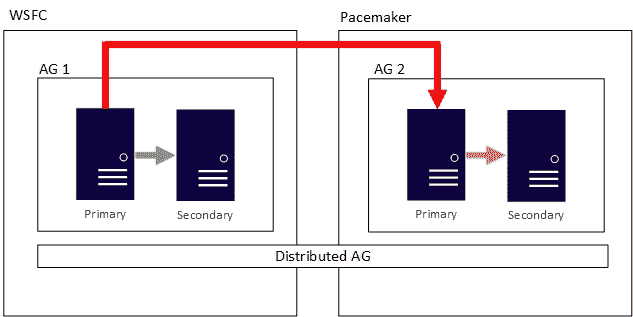 WSFC
Pacemaker
AG 1
AG 2
Primary
Secondary
Primary
Secondary
Distributed AG